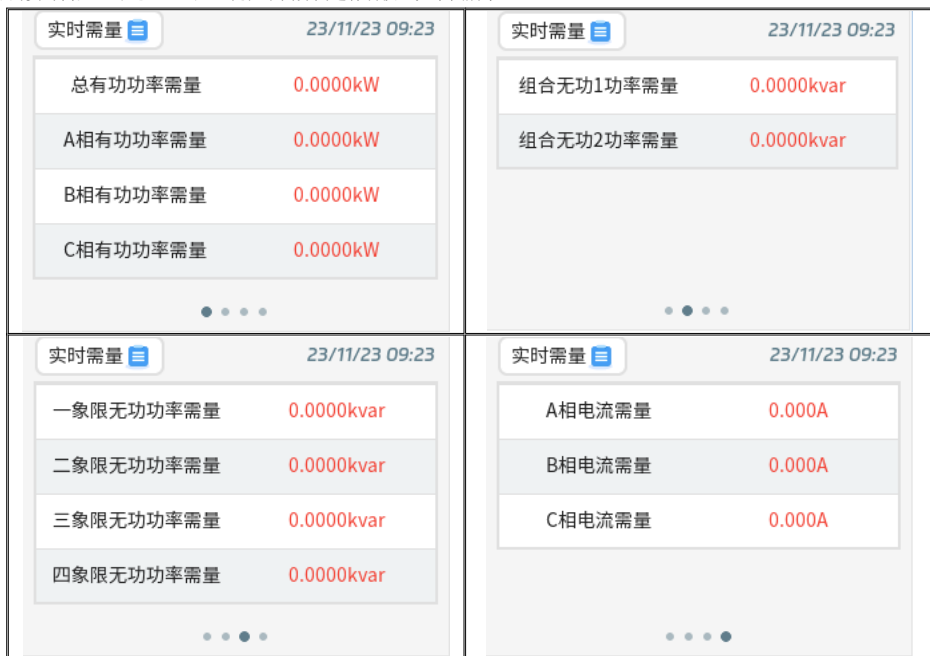 实时需量 23/11/23 09:23
总有功功率需量 0.0000kW
A相有功功率需量 0.0000kW
B相有功功率需量 0.0000kW
C相有功功率需量 0.0000kW
实时需量 23/11/23 09:23
组合无功1功率需量 0.0000kvar
组合无功2功率需量 0.0000kvar
实时需量 23/11/23 09:23
一象限无功功率需量 0.0000kvar
二象限无功功率需量 0.0000kvar
三象限无功功率需量 0.0000kvar
四象限无功功率需量 0.0000kvar
实时需量 23/11/23 09:23
A相电流需量 0.000A
B相电流需量 0.000A
C相电流需量 0.000A